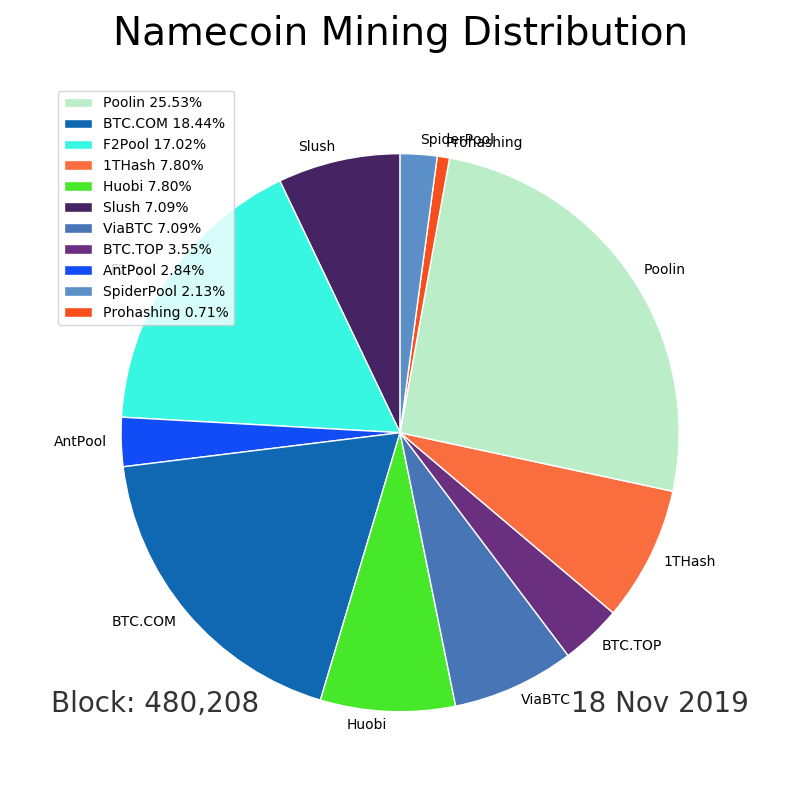 Namecoin Mining Distribution
Poolin 25.53%
BTC.COM 18.44%
F2Pool 17.02%
1THash 7.80%
Huobi 7.80%
Slush 7.09%
ViaBTC 7.09%
BTC.TOP 3.55%
AntPool 2.84%
SpiderPool 2.13%
Prohashing 0.71%
Slush
SpiderPool
Prohashing
Poolin
AntPool
1THash
BTC.COM
BTC.TOP
ViaBTC
Huobi
Block: 480,208
18 Nov 2019